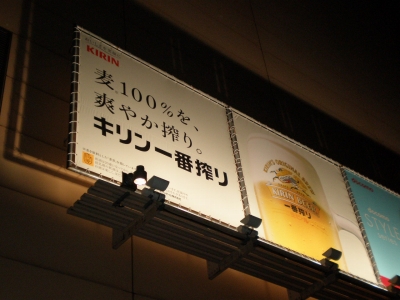 KIRIN
麦100%を、
爽やか搾り。
キリン一番搾り
一番搾り
STYLE